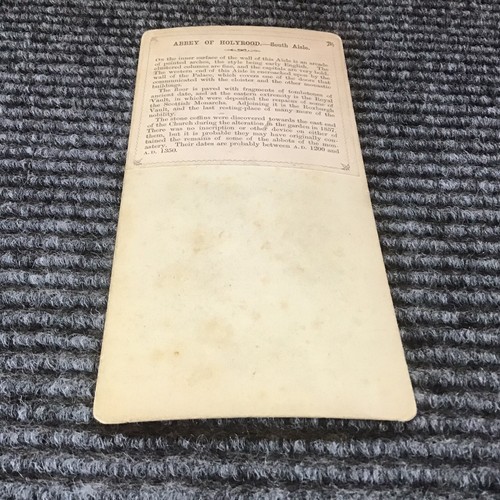 ABBEY OF HOLYROOD.—South Aisle.
On the inner surface of the wall of this Aisle is an arcade
of pointed arches, the style being early English. The
clustered columns are fine, and the capitals very bold.
The western end of this Aisle is encroached upon by the
wall of the Palace, which covers one of the doors that
communicated with the cloister and the other monastic
buildings.
The floor is paved with fragments of tombstones of
ancient date, and at the eastern extremity is the Royal
Vault, in which were deposited the remains of some of
the Scottish Monarchs. Adjoining it is the Roxburgh
Vault, and the last resting-place of many more of the
nobility.
The stone coffins were discovered towards the east end
of the Church during the alteration in the garden in 1857.
There was no inscription or other device on either of
them, but it is probable they may have originally con-
tained the remains of some of the abbots of the mon-
astery. Their dates are probably between A. D. 1200 and
A. D. 1350.